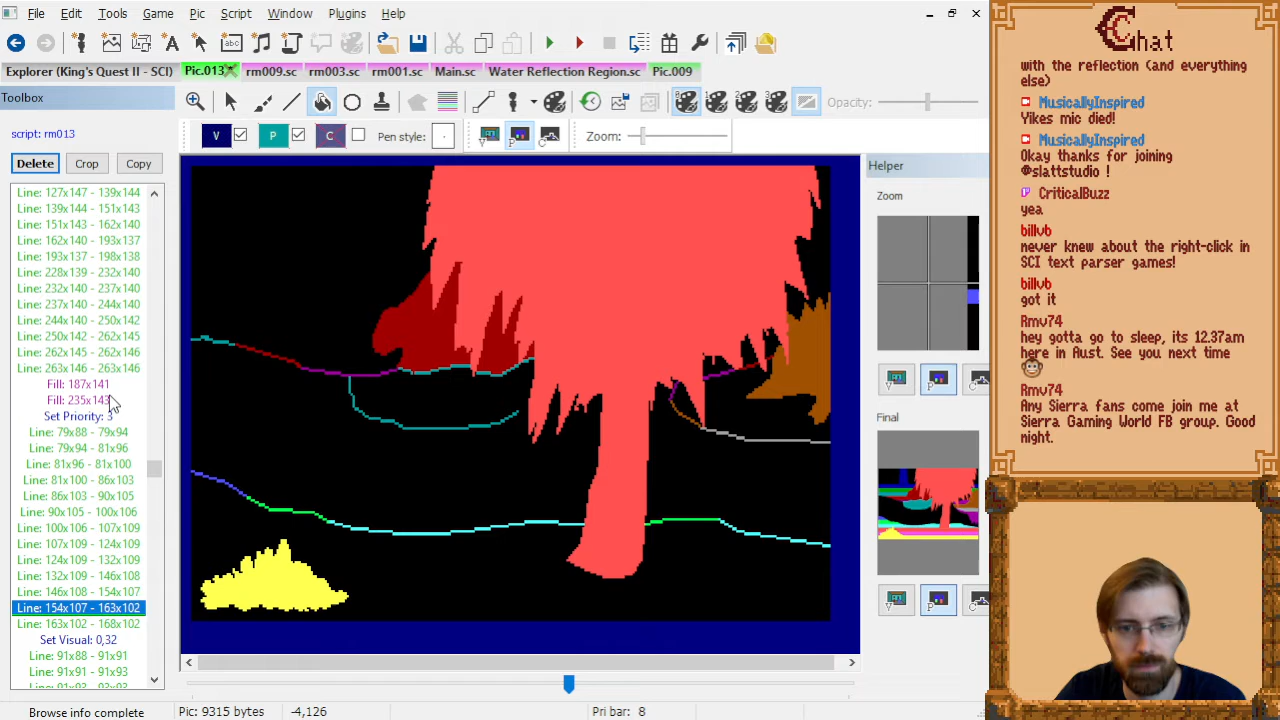 File Edit Tools Game Pic Script Window Plugins Help
Explorer (King's Quest II - SCI) Pic.013 rm009.sc rm003.sc rm001.sc Main.sc Water Reflection Region.sc Pic.009
Toolbox
Opacity:
script: rm013
V P C Pen style: Zoom:
Delete Crop Copy
Line: 127x147 - 139x144
Line: 139x144 - 151x143
Line: 151x143 - 162x140
Line: 162x140 - 193x137
Line: 193x137 - 198x138
Line: 228x139 - 232x140
Line: 232x140 - 237x140
Line: 237x140 - 244x140
Line: 244x140 - 250x142
Line: 250x142 - 262x145
Line: 262x145 - 262x146
Line: 263x146 - 263x146
Fill: 187x141
Fill: 235x143
Set Priority: 3
Line: 79x88 - 79x94
Line: 79x94 - 81x96
Line: 81x96 - 81x100
Line: 81x100 - 86x103
Line: 86x103 - 90x105
Line: 90x105 - 100x106
Line: 100x106 - 107x109
Line: 107x109 - 124x109
Line: 124x109 - 132x109
Line: 132x109 - 146x108
Line: 146x108 - 154x107
Line: 154x107 - 163x102
Line: 163x102 - 168x102
Set Visual: 0,32
Line: 91x88 - 91x91
Line: 91x91 - 91x93
Helper
Zoom
Final
Browse info complete
Pic: 9315 bytes
-4,126
Pri bar: 8
Chat
with the reflection (and everything
else)
MusicallyInspired
Yikes mic died!
MusicallyInspired
Okay thanks for joining
@slattstudio !
CriticalBuzz
yea
billvb
never knew about the right-click in
SCI text parser games!
billvb
got it
Rmv74
hey gotta go to sleep, its 12.37am
here in Aust. See you next time
Rmv74
Any Sierra fans come join me at
Sierra Gaming World FB group. Good
night.